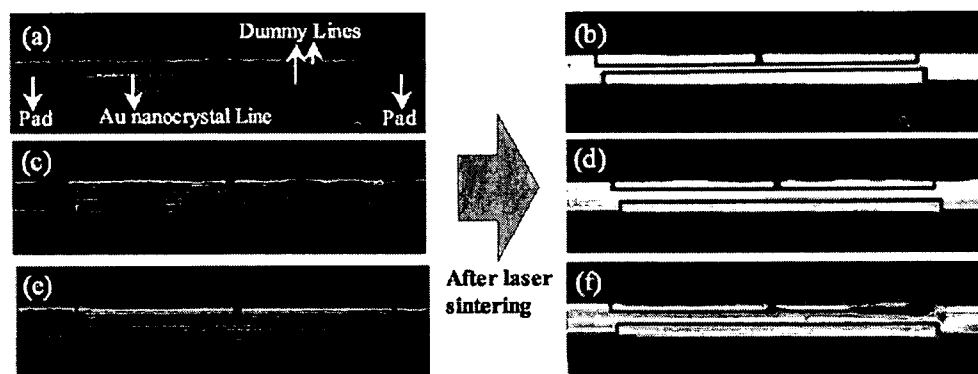 (a)
Dummy Lines
Pad
Au nanocrystal Line
Pad
(b)
(c)
(d)
After laser
sintering
(e)
(f)